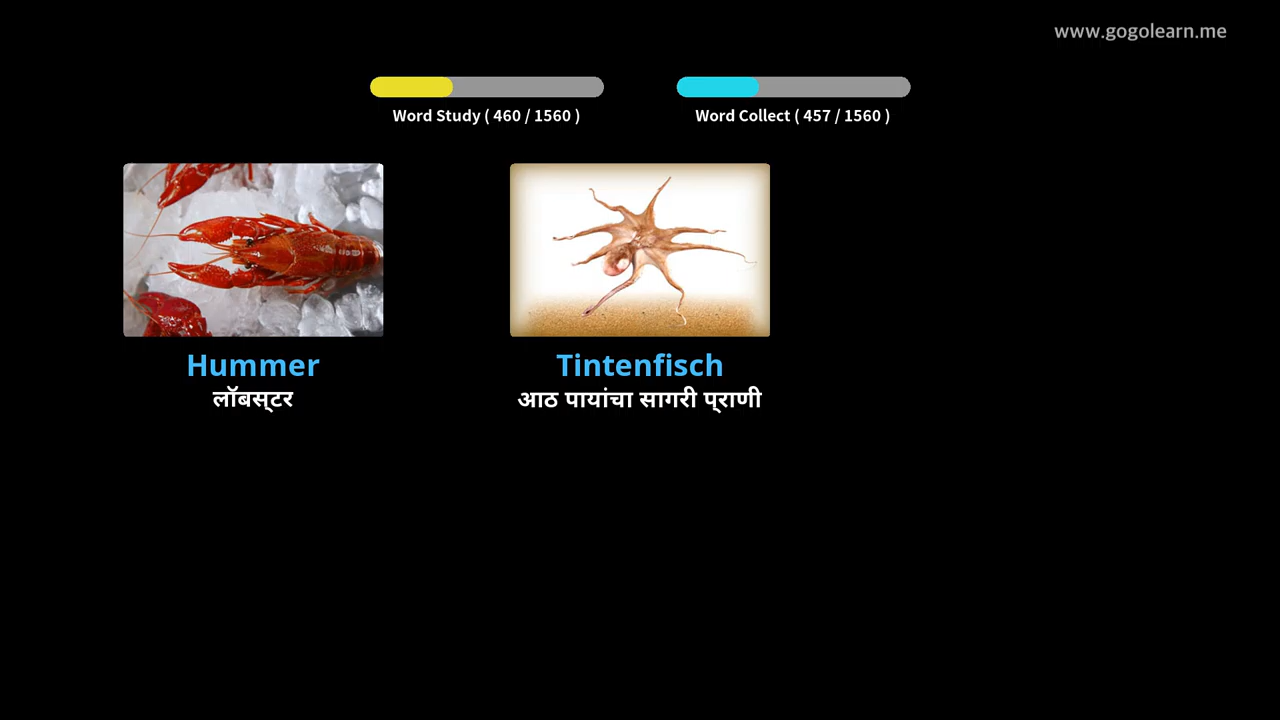 www.gogolearn.me
Word Study ( 460 / 1560 )
Word Collect ( 457 / 1560 )
Hummer
लॉबस्‍टर
Tintenfisch
आठ पायांचा सागरी प्‍राणी